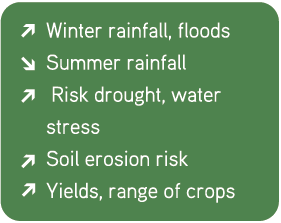 ↗ Winter rainfall, floods
↘ Summer rainfall
↗ Risk drought, water
stress
↗ Soil erosion risk
↗ Yields, range of crops